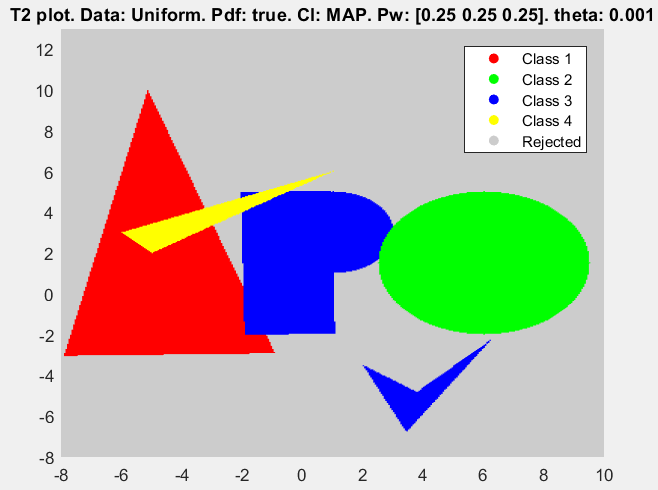 T2 plot. Data: Uniform. Pdf: true. Cl: MAP. Pw: [0.25 0.25 0.25]. theta: 0.001
12
10
8
6
4
2
0
-2
-4
-6
-8
-8 -6 -4 -2 0 2 4 6 8 10
Class 1
Class 2
Class 3
Class 4
Rejected